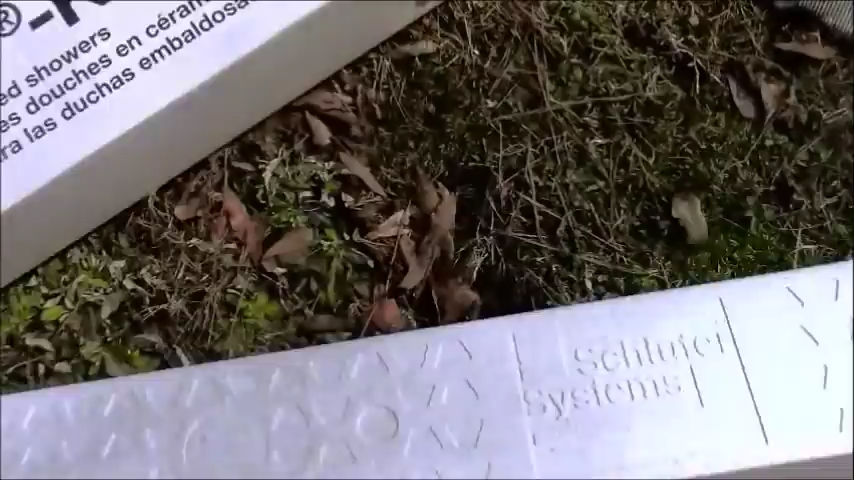 ®-K
ed showers
es douches en céram
ra las duchas embaldosa
Schluter
systems